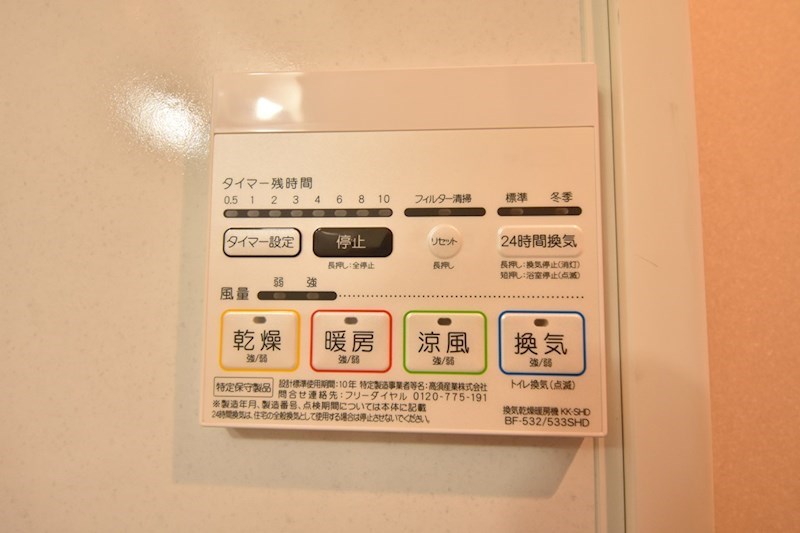 タイマー残時間
0.5 1 2 3 4 6 8 10 フィルター清掃 標準 冬季
タイマー設定 停止 リセット 24時間換気
長押し:全停止 長押し 長押し:換気停止(消灯)
短押し:浴室停止(点滅)
風量 弱 強
乾燥 暖房 涼風 換気
強/弱 強/弱 強/弱 強/弱
トイレ換気(点滅)
特定保守製品 設計標準使用期間:10年 特定製造事業者等名:高須産業株式会社
問合せ連絡先:フリーダイヤル 0120-775-191
※製造年月、製造番号、点検期間については本体に記載
24時間換気は、住宅の全般換気として使用する場合は停止させないでください。
換気乾燥暖房機 KK-SHD
BF-532/533SHD